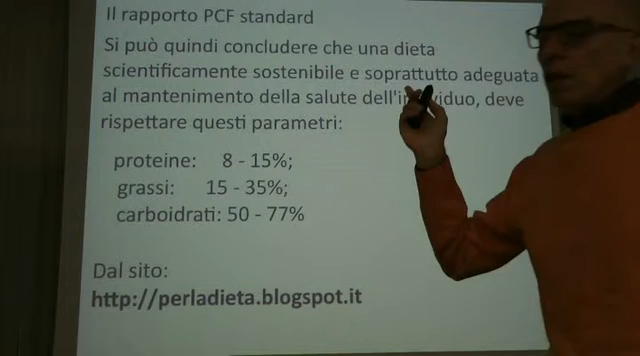 Il rapporto PCF standard
Si può quindi concludere che una dieta
scientificamente sostenibile e soprattutto adeguata
al mantenimento della salute dell'individuo, deve
rispettare questi parametri:
proteine: 8 - 15%;
grassi: 15 - 35%;
carboidrati: 50 - 77%
Dal sito:
http://perladieta.blogspot.it